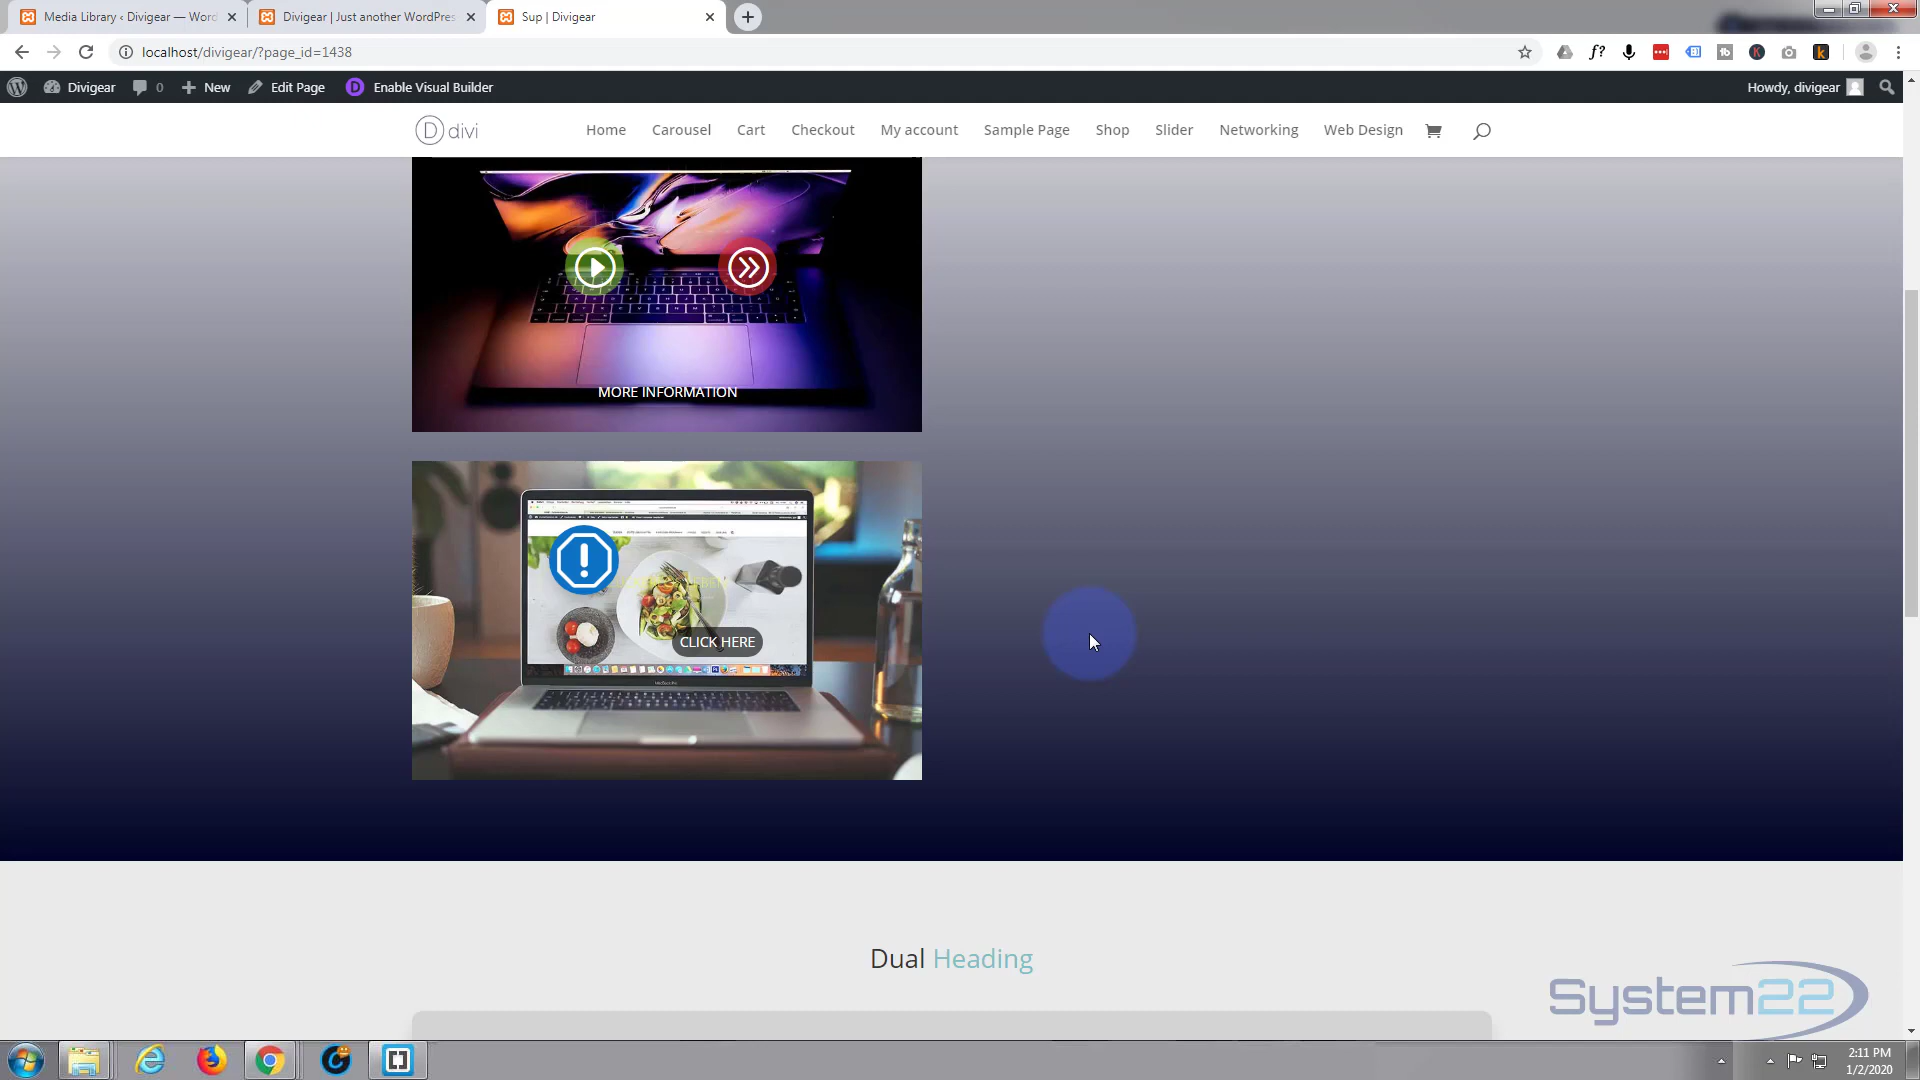 Media Library ‹ Divigear — Word
Divigear | Just another WordPres
Sup | Divigear
localhost/divigear/?page_id=1438
f?
tb
K
k
Divigear
0
New
Edit Page
D
Enable Visual Builder
Howdy, divigear
D divi
Home
Carousel
Cart
Checkout
My account
Sample Page
Shop
Slider
Networking
Web Design
MORE INFORMATION
CLICK HERE
Dual Heading
System22
2:11 PM
1/2/2020